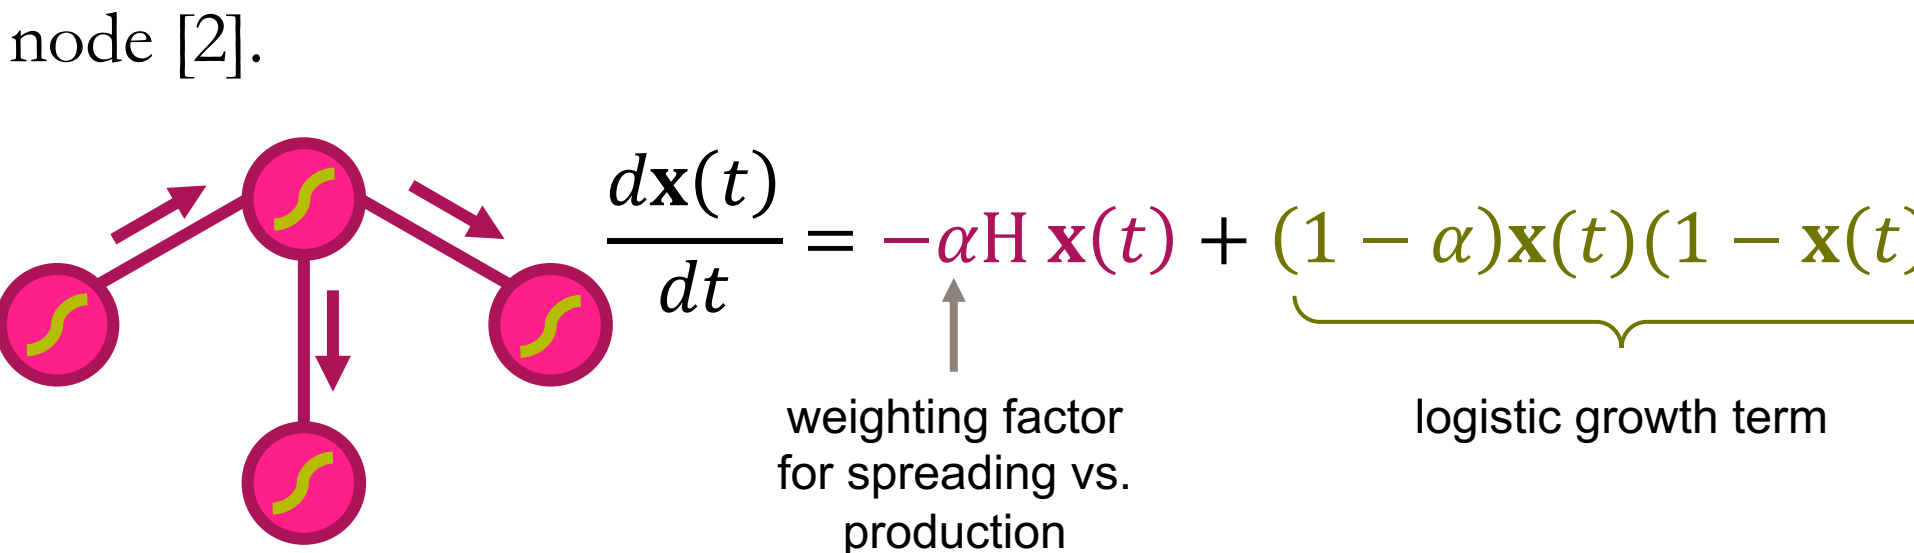 node [2].
d𝐱(t)/dt = −αH 𝐱(t) + (1 − α)𝐱(t)(1 − 𝐱(t)
weighting factor
for spreading vs.
production
logistic growth term